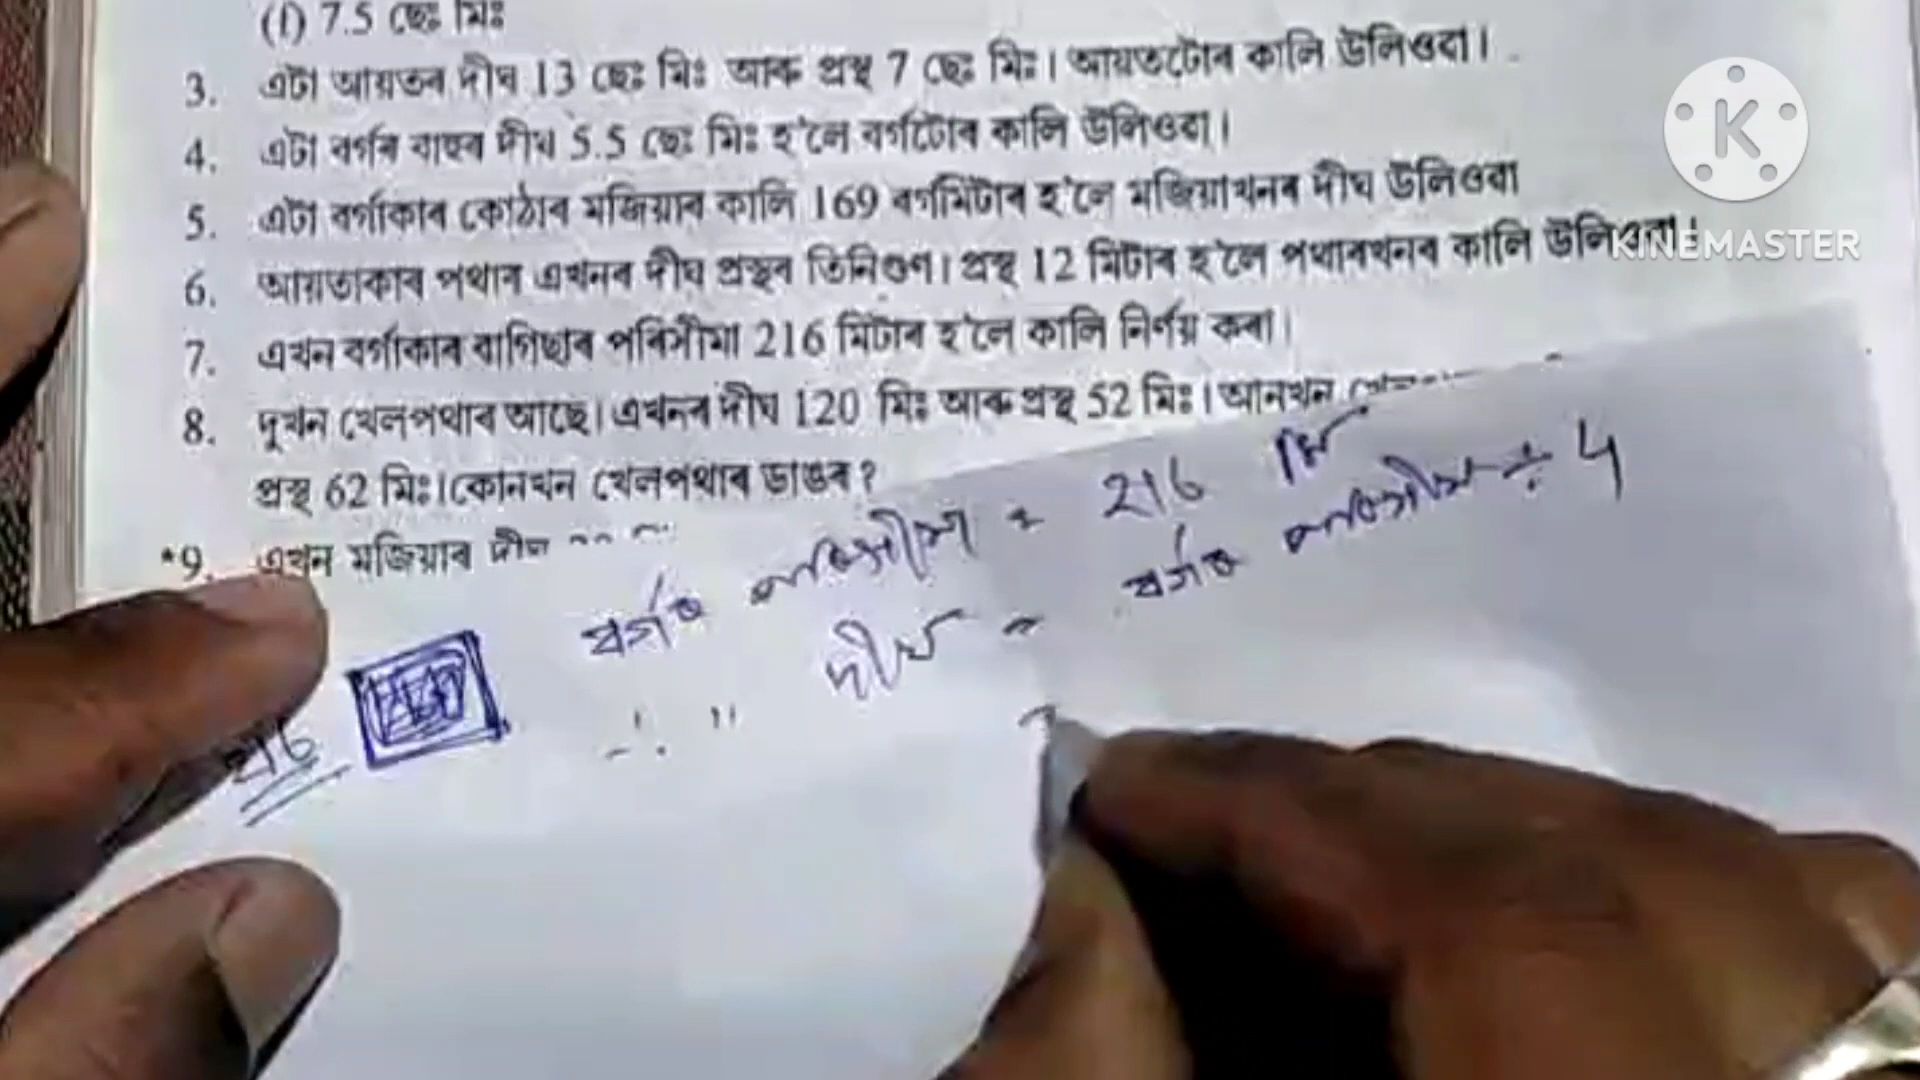 (f) 7.5 ছেঃ মিঃ
3. এটা আয়তৰ দীঘ 13 ছেঃ মিঃ আৰু প্ৰস্থ 7 ছেঃ মিঃ। আয়তটোৰ কালি উলিওৱা।
4. এটা বৰ্গৰ বাহুৰ দীঘ 5.5 ছেঃ মিঃ হ'লে বৰ্গটোৰ কালি উলিওৱা।
5. এটা বৰ্গাকাৰ কোঠাৰ মজিয়াৰ কালি 169 বৰ্গমিটাৰ হ'লে মজিয়াখনৰ দীঘ উলিওৱা
6. আয়তাকাৰ পথাৰ এখনৰ দীঘ প্ৰস্থৰ তিনিগুণ। প্ৰস্থ 12 মিটাৰ হ'লে পথাৰখনৰ কালি উলিওৱা।
7. এখন বৰ্গাকাৰ বাগিছাৰ পৰিসীমা 216 মিটাৰ হ'লে কালি নিৰ্ণয় কৰা।
8. দুখন খেলপথাৰ আছে। এখনৰ দীঘ 120 মিঃ আৰু প্ৰস্থ 52 মিঃ। আনখন
প্ৰস্থ 62 মিঃ। কোনখন খেলপথাৰ ডাঙৰ?
*9. এখন মজিয়াৰ দীঘ
বৰ্গৰ পৰিসীমা = 216 মি
∴ " দীঘ = বৰ্গৰ পৰিসীমা ÷ 4
=
K
KINEMASTER